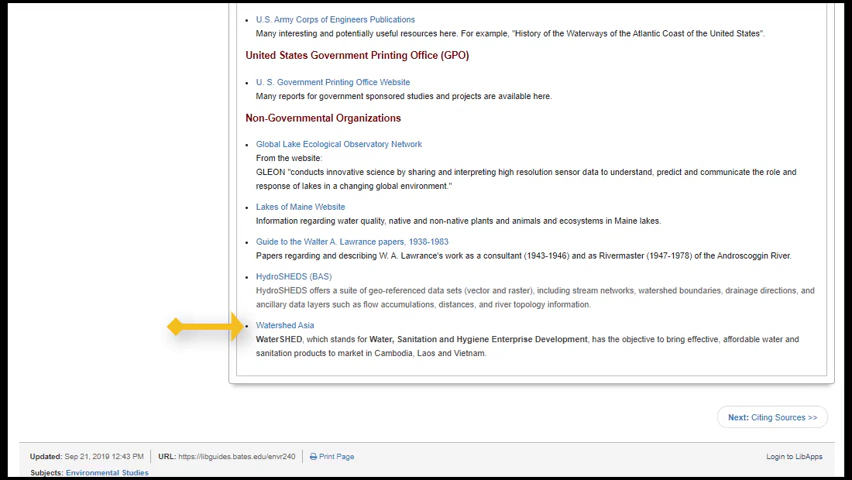 U.S. Army Corps of Engineers Publications
Many interesting and potentially useful resources here. For example, "History of the Waterways of the Atlantic Coast of the United States".
United States Government Printing Office (GPO)
U. S. Government Printing Office Website
Many reports for government sponsored studies and projects are available here.
Non-Governmental Organizations
Global Lake Ecological Observatory Network
From the website:
GLEON "conducts innovative science by sharing and interpreting high resolution sensor data to understand, predict and communicate the role and
response of lakes in a changing global environment."
Lakes of Maine Website
Information regarding water quality, native and non-native plants and animals and ecosystems in Maine lakes.
Guide to the Walter A. Lawrance papers, 1938-1983
Papers regarding and describing W. A. Lawrance's work as a consultant (1943-1946) and as Rivermaster (1947-1978) of the Androscoggin River.
HydroSHEDS (BAS)
HydroSHEDS offers a suite of geo-referenced data sets (vector and raster), including stream networks, watershed boundaries, drainage directions, and
ancillary data layers such as flow accumulations, distances, and river topology information.
Watershed Asia
WaterSHED, which stands for Water, Sanitation and Hygiene Enterprise Development, has the objective to bring effective, affordable water and
sanitation products to market in Cambodia, Laos and Vietnam.
Next: Citing Sources >>
Updated: Sep 21, 2019 12:43 PM URL: https://libguides.bates.edu/envr240 Print Page Login to LibApps
Subjects: Environmental Studies